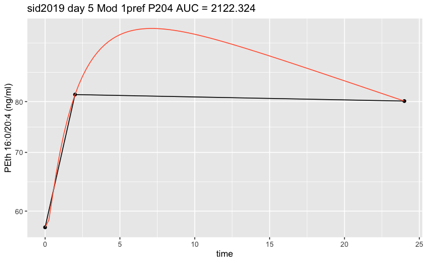 sid2019 day 5 Mod 1pref P204 AUC = 2122.324
PEth 16:0/20:4 (ng/ml)
80
70
60
0 5 10 15 20 25
time